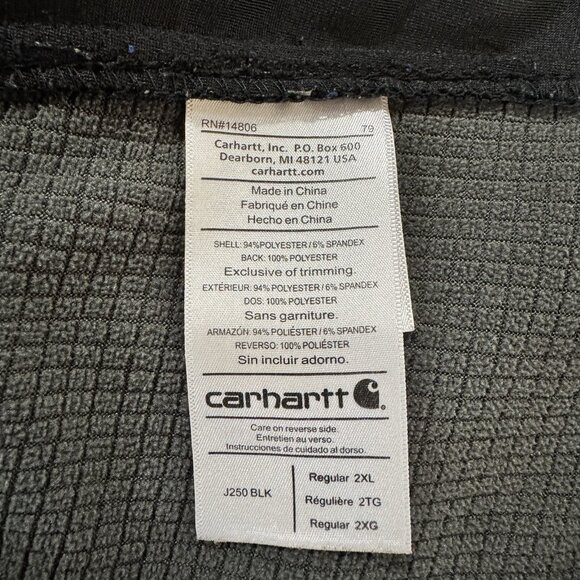 RN#14806 79
Carhartt, Inc. P.O. Box 600
Dearborn, MI 48121 USA
carhartt.com
Made in China
Fabriqué en Chine
Hecho en China
SHELL: 94%POLYESTER / 6% SPANDEX
BACK: 100% POLYESTER
Exclusive of trimming.
EXTÉRIEUR: 94% POLYESTER / 6% SPANDEX
DOS: 100% POLYESTER
Sans garniture.
ARMAZÓN: 94% POLIÉSTER / 6% SPANDEX
REVERSO: 100% POLIÉSTER
Sin incluir adorno.
carhartt
Care on reverse side.
Entretien au verso.
Instrucciones de cuidado al dorso.
J250 BLK
Regular 2XL
Régulière 2TG
Regular 2XG